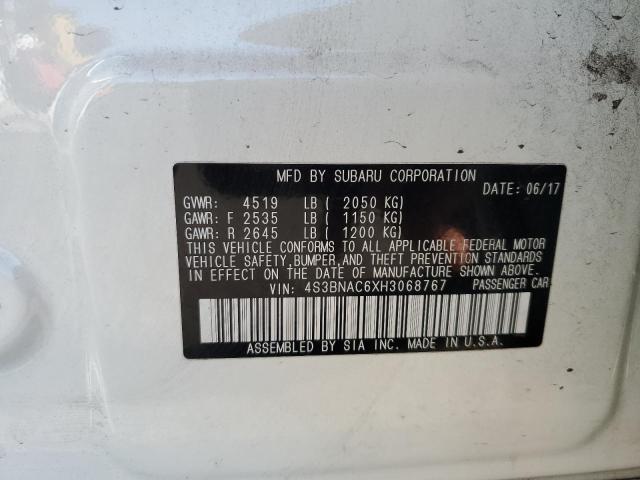 MFD BY SUBARU CORPORATION
DATE: 06/17
GVWR: 4519 LB ( 2050 KG)
GAWR: F 2535 LB ( 1150 KG)
GAWR: R 2645 LB ( 1200 KG)
THIS VEHICLE CONFORMS TO ALL APPLICABLE FEDERAL MOTOR
VEHICLE SAFETY, BUMPER, AND THEFT PREVENTION STANDARDS
IN EFFECT ON THE DATE OF MANUFACTURE SHOWN ABOVE.
VIN: 4S3BNAC6XH3068767 PASSENGER CAR
ASSEMBLED BY SIA INC. MADE IN U.S.A.